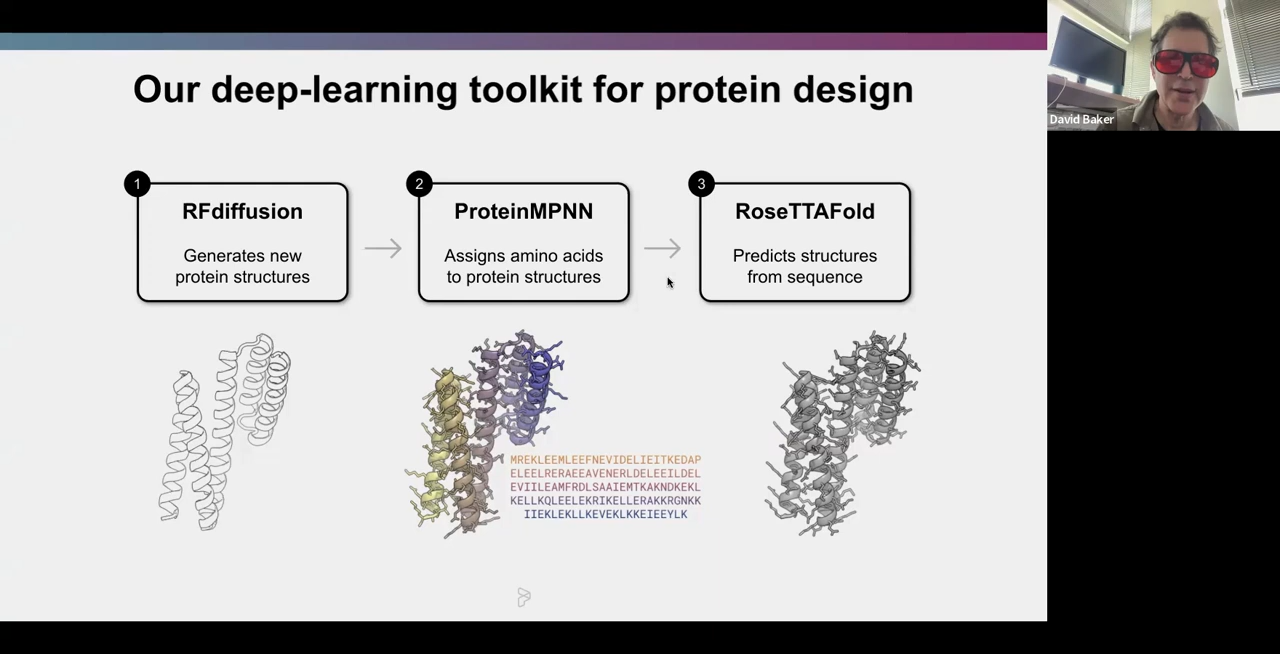 Our deep-learning toolkit for protein design
David Baker
1
RFdiffusion
Generates new
protein structures
2
ProteinMPNN
Assigns amino acids
to protein structures
3
RoseTTAFold
Predicts structures
from sequence
MREKLEEMLEEFNEVIDELIEITKEDAP
ELEELRERAEEAVENERLDELEEILDEL
EVIILEAMFRDLSAAIEMTKAKNDKEKL
KELLKQLEELEKRIKELLERAKKRGNKK
IIEKLEKLLKEVEKLKKEIEEYLK